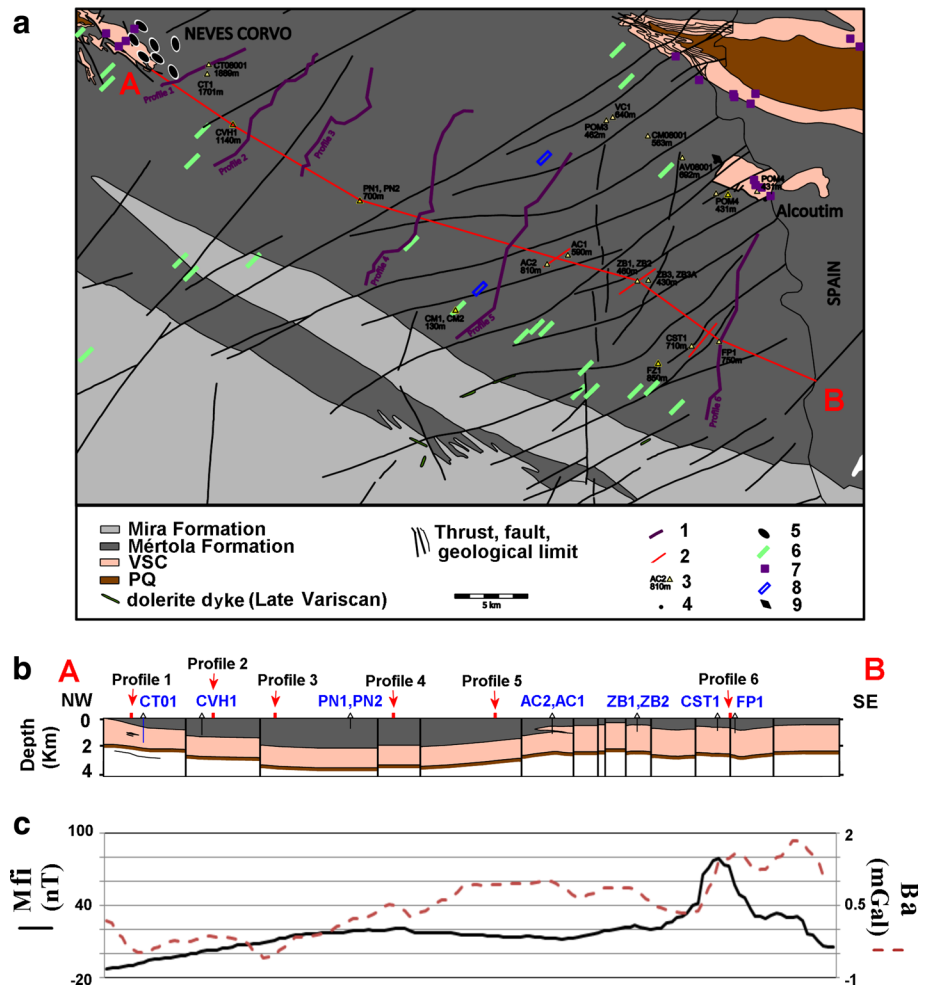 a
NEVES CORVO
A
CT08001
1889m
CT1
1701m
Profile 1
CVH1
1140m
Profile 2
Profile 3
VC1
640m
POM3
462m
CM08001
563m
AV08001
692m
POM4
431m
POM4
431m
Alcoutim
PN1, PN2
700m
Profile 4
AC1
590m
AC2
810m
ZB1, ZB2
460m
ZB3, ZB3A
430m
SPAIN
CM1, CM2
130m
Profile 5
CST1
710m
FP1
750m
FZ1
850m
Profile 6
B
Mira Formation
Mértola Formation
VSC
PQ
dolerite dyke (Late Variscan)
Thrust, fault,
geological limit
5 km
1
2
AC2
810m
3
4
5
6
7
8
9
b
A
NW
Profile 1
Profile 2
Profile 3
Profile 4
Profile 5
Profile 6
B
SE
CT01
CVH1
PN1,PN2
AC2,AC1
ZB1,ZB2
CST1
FP1
Depth
(Km)
0
2
4
c
Mfi
(nT)
100
40
-20
2
0.5
-1
Ba
(mGal)